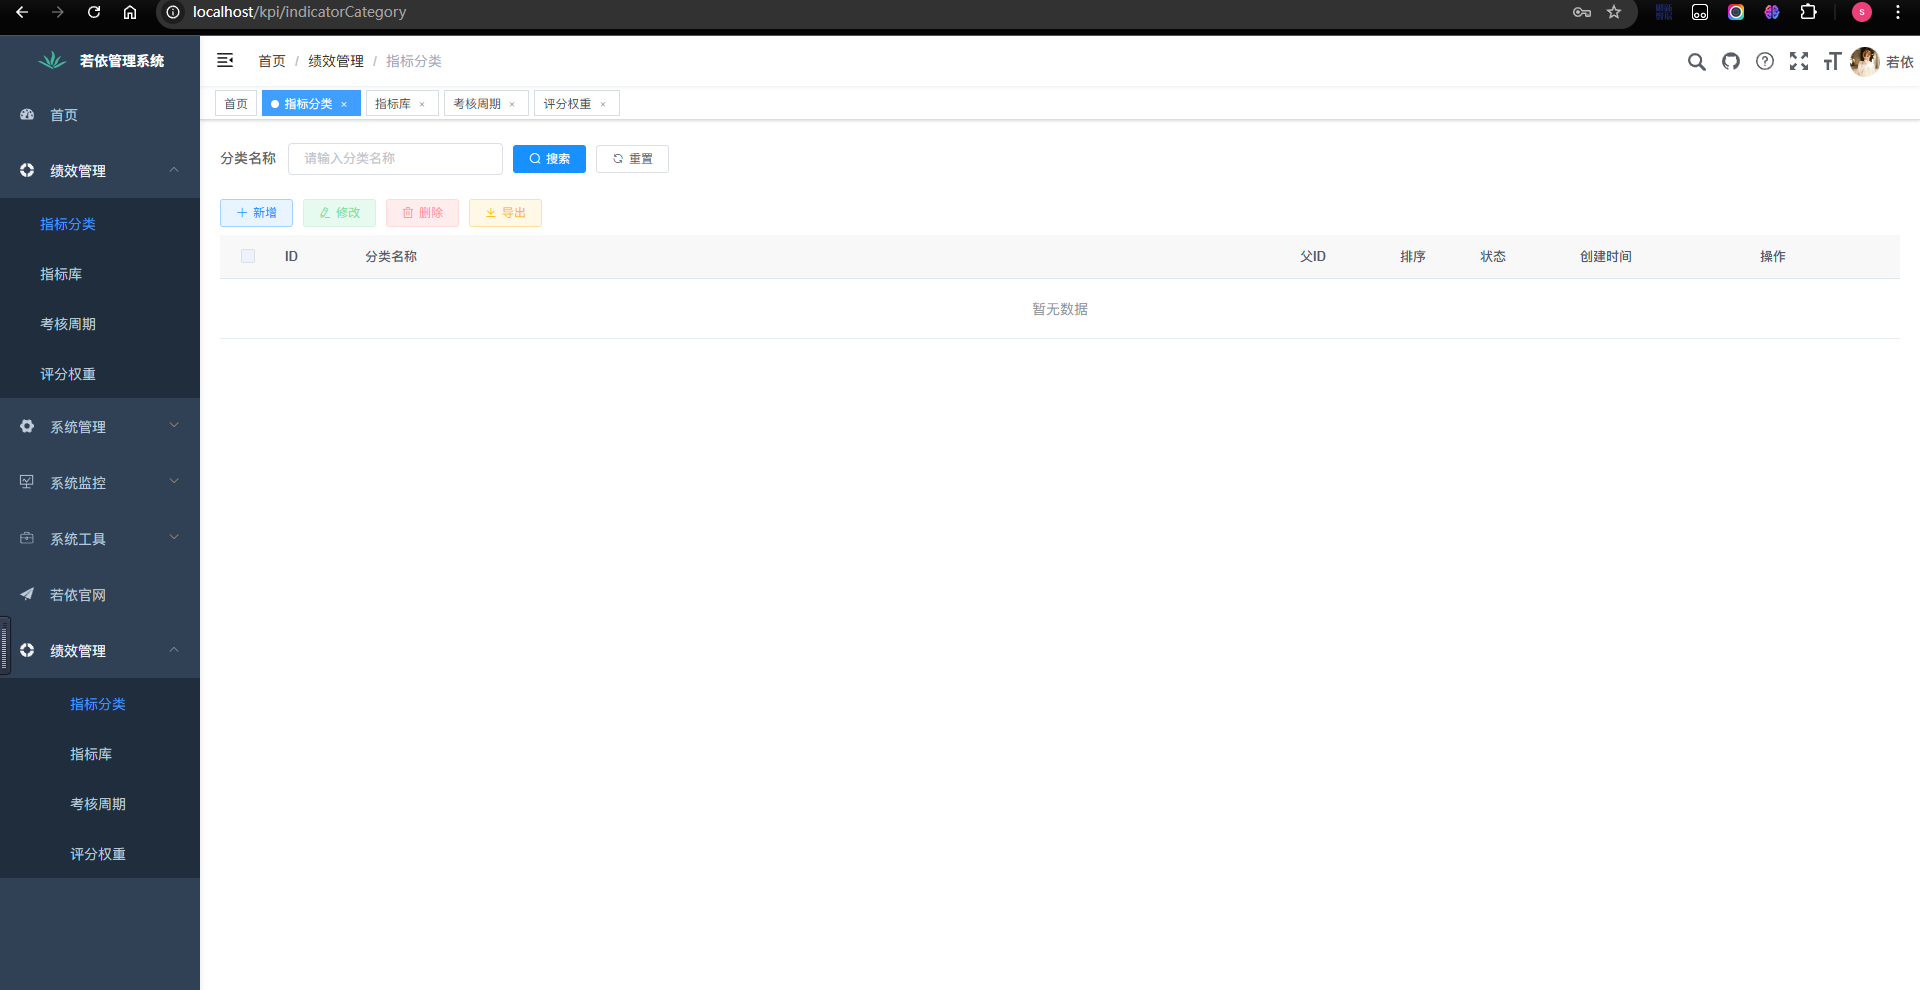 localhost/kpi/indicatorCategory
S
若依管理系统
首页 / 绩效管理 / 指标分类
若依
首页
指标分类 ×
指标库 ×
考核周期 ×
评分权重 ×
首页
绩效管理
指标分类
指标库
考核周期
评分权重
系统管理
系统监控
系统工具
若依官网
绩效管理
指标分类
指标库
考核周期
评分权重
分类名称 请输入分类名称 搜索 重置
新增 修改 删除 导出
ID 分类名称 父ID 排序 状态 创建时间 操作
暂无数据